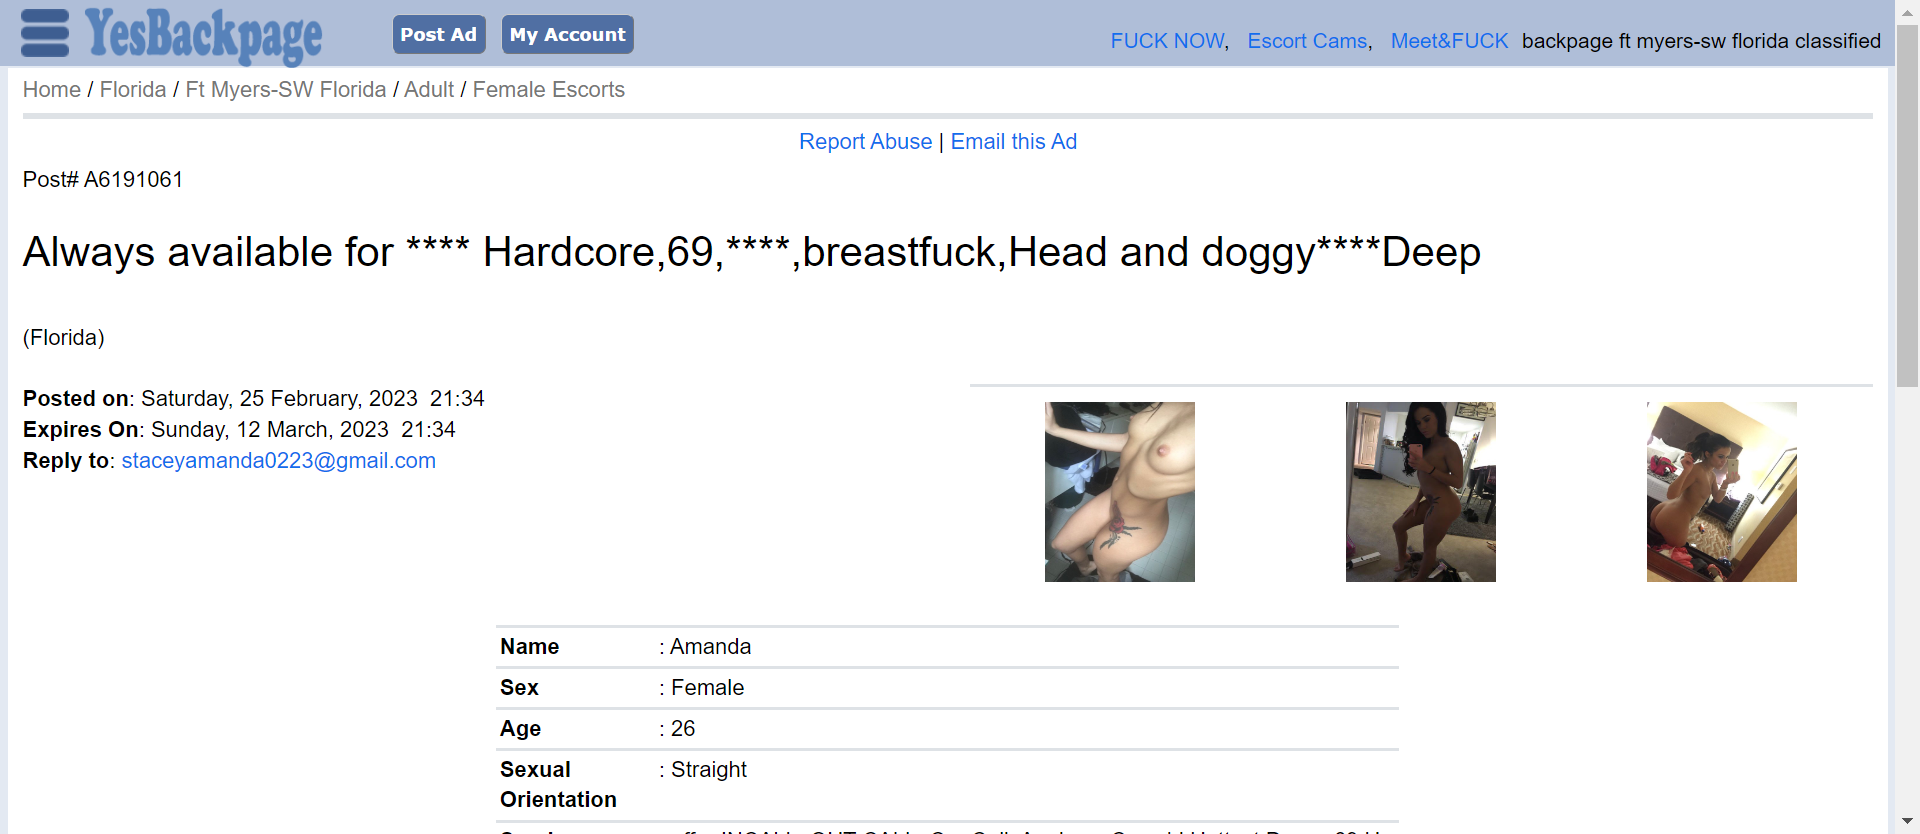 YesBackpage
Post Ad
My Account
FUCK NOW, Escort Cams, Meet&FUCK backpage ft myers-sw florida classified
Home / Florida / Ft Myers-SW Florida / Adult / Female Escorts
Report Abuse | Email this Ad
Post# A6191061
Always available for **** Hardcore,69,****,breastfuck,Head and doggy****Deep
(Florida)
Posted on: Saturday, 25 February, 2023 21:34
Expires On: Sunday, 12 March, 2023 21:34
Reply to: staceyamanda0223@gmail.com
Name : Amanda
Sex : Female
Age : 26
Sexual : Straight
Orientation